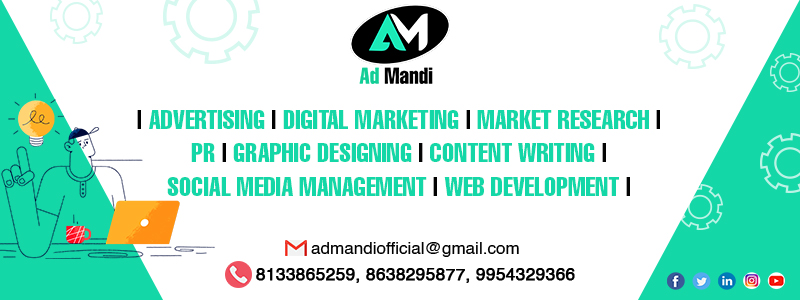 AM
Ad Mandi
| ADVERTISING | DIGITAL MARKETING | MARKET RESEARCH |
PR | GRAPHIC DESIGNING | CONTENT WRITING |
SOCIAL MEDIA MANAGEMENT | WEB DEVELOPMENT |
admandiofficial@gmail.com
8133865259, 8638295877, 9954329366